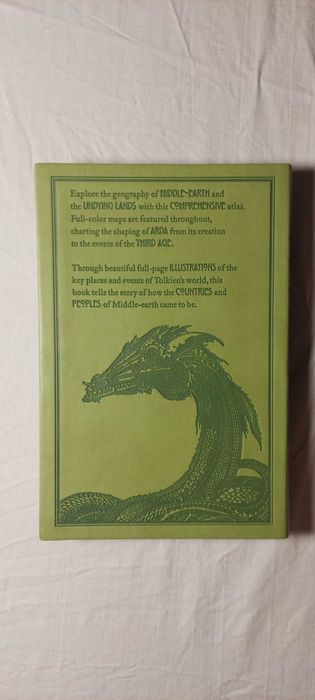 Explore the geography of MIDDLE-EARTH and
the UNDYING LANDS with this COMPREHENSIVE atlas.
Full-color maps are featured throughout,
charting the shaping of ARDA from its creation
to the events of the THIRD AGE.
Through beautiful full-page ILLUSTRATIONS of the
key places and events of Tolkien's world, this
book tells the story of how the COUNTRIES and
PEOPLES of Middle-earth came to be.